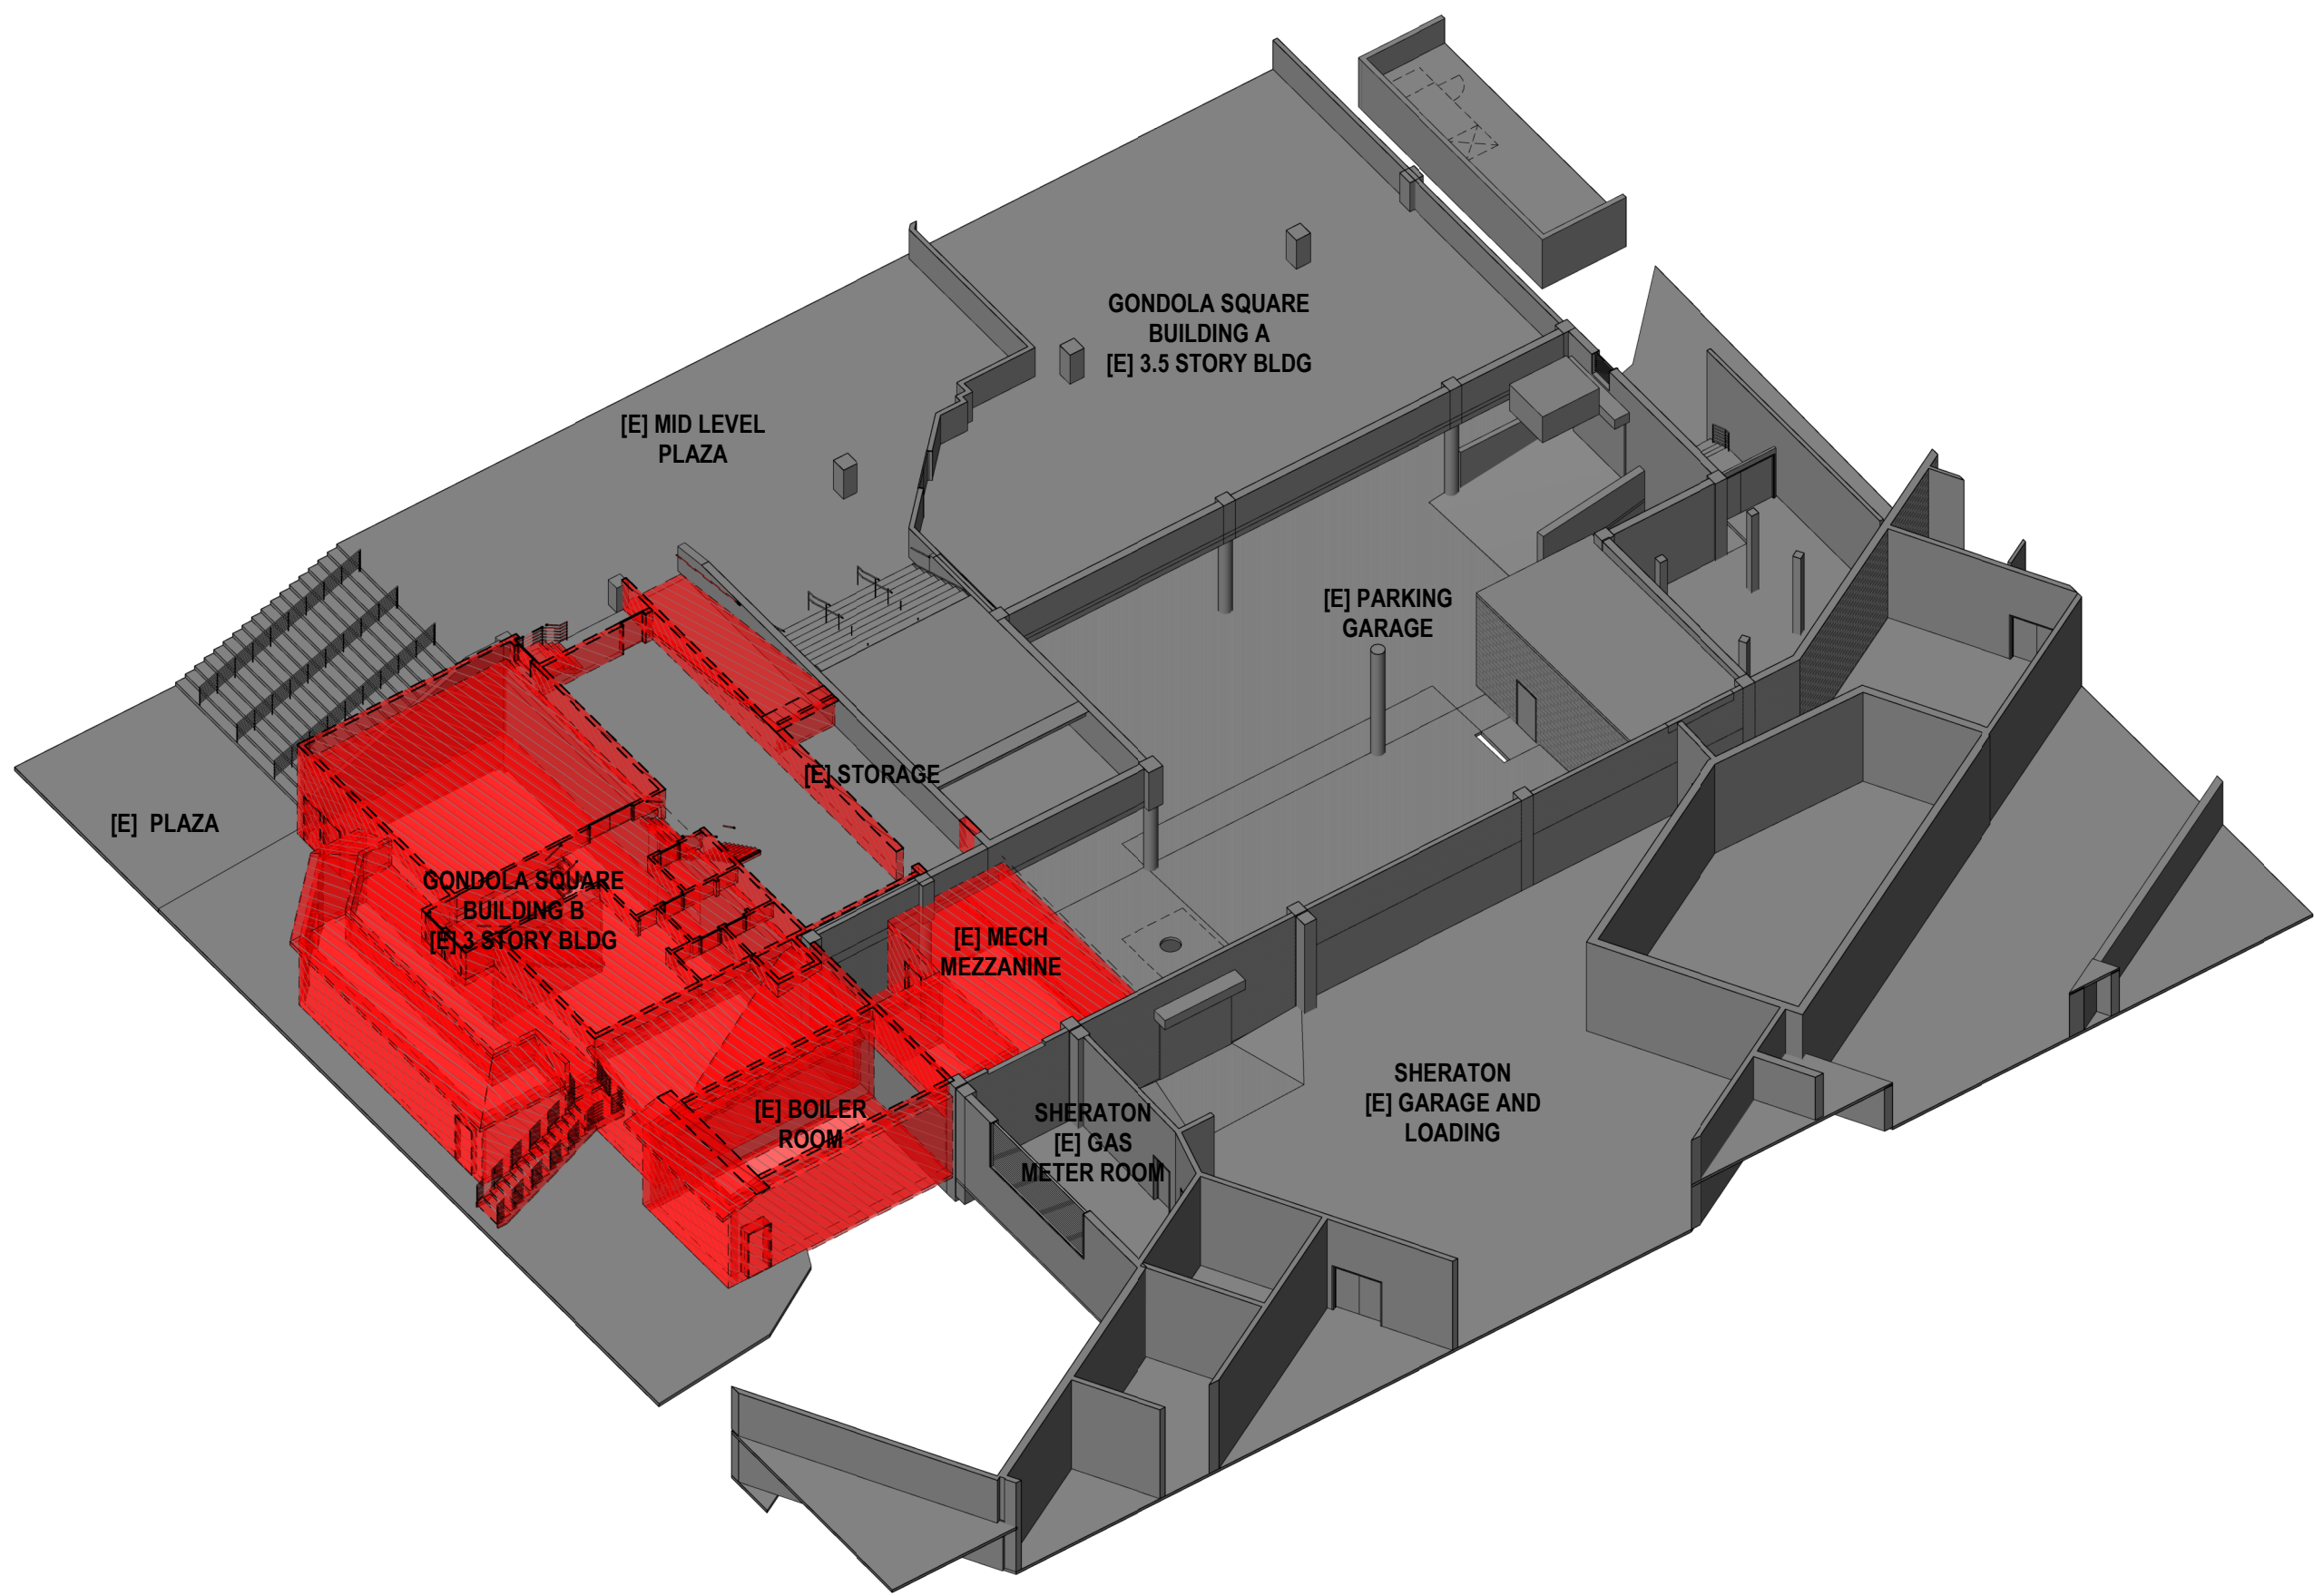 GONDOLA SQUARE
BUILDING A
[E] 3.5 STORY BLDG
[E] MID LEVEL
PLAZA
[E] PARKING
GARAGE
[E] STORAGE
[E]  PLAZA
GONDOLA SQUARE
BUILDING B
[E] 3 STORY BLDG
[E] MECH
MEZZANINE
[E] BOILER
ROOM
SHERATON
[E] GAS
METER ROOM
SHERATON
[E] GARAGE AND
LOADING